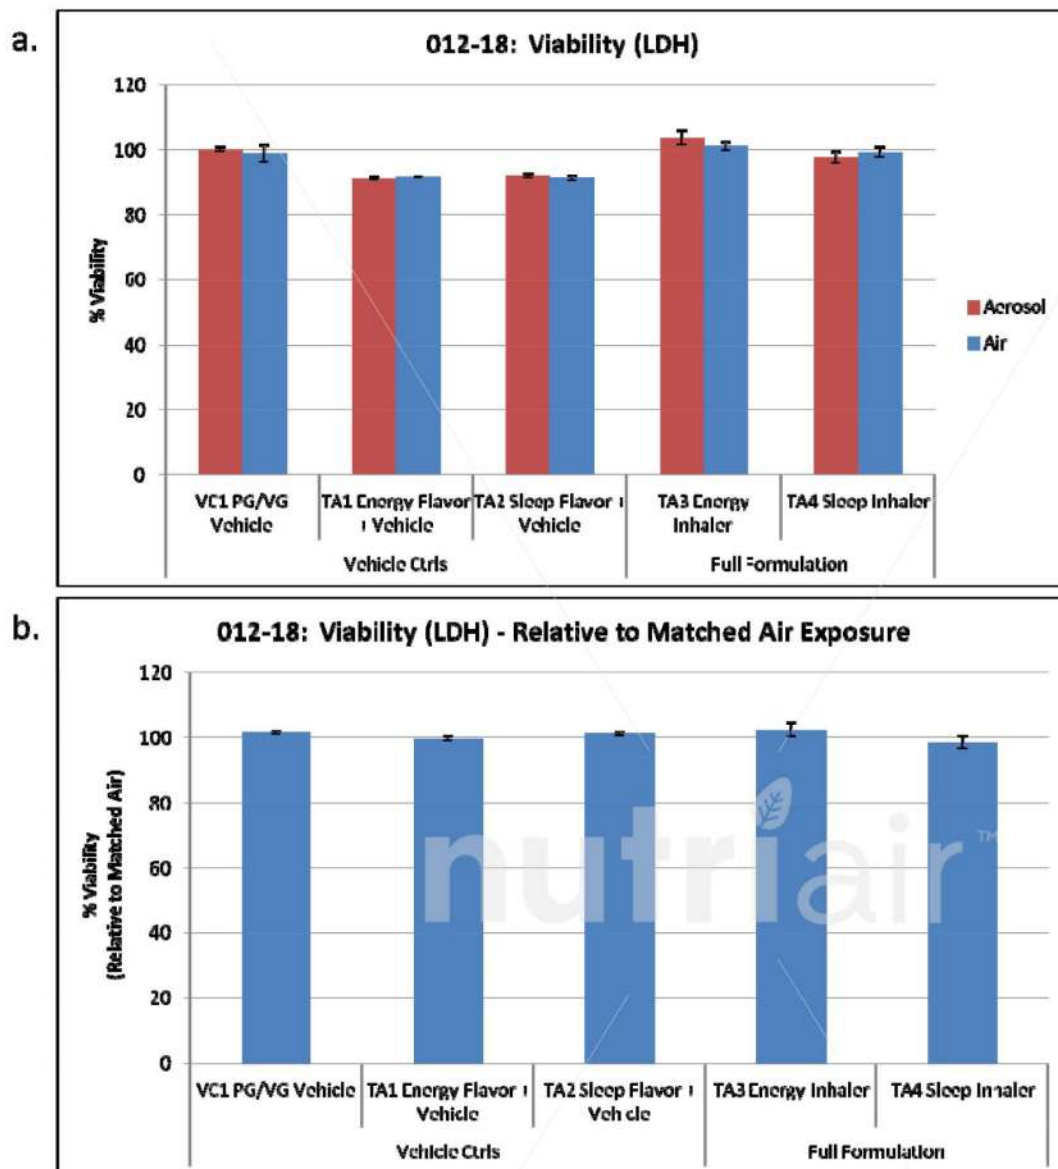 a.
012-18: Viability (LDH)
120
100
80
60
40
20
0
% Viability
VC1 PG/VG
Vehicle
TA1 Energy Flavor
+ Vehicle
TA2 Sleep Flavor +
Vehicle
TA3 Energy
Inhaler
TA4 Sleep Inhaler
Vehicle Ctrls
Full Formulation
Aerosol
Air
b.
012-18: Viability (LDH) - Relative to Matched Air Exposure
120
100
80
60
40
20
0
% Viability
(Relative to Matched Air)
nutriair™
VC1 PG/VG Vehicle
TA1 Energy Flavor +
Vehicle
TA2 Sleep Flavor +
Vehicle
TA3 Energy Inhaler
TA4 Sleep Inhaler
Vehicle Ctrls
Full Formulation